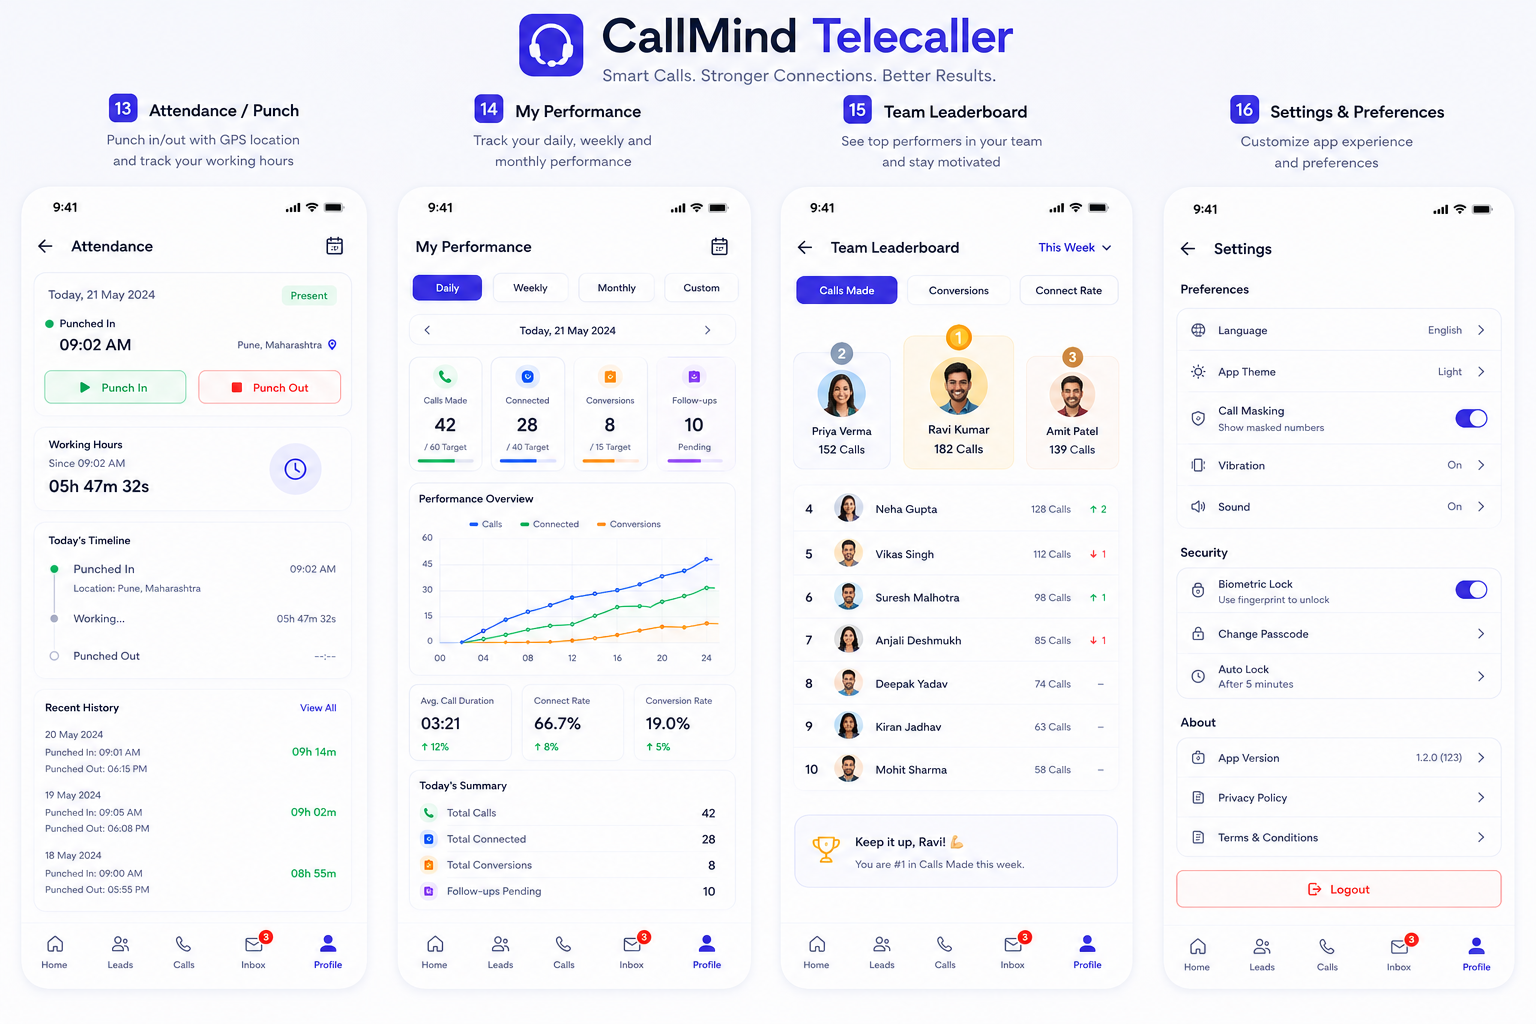 CallMind Telecaller
Smart Calls. Stronger Connections. Better Results.
13 Attendance / Punch
Punch in/out with GPS location
and track your working hours
9:41
Attendance
Today, 21 May 2024
Present
Punched In
09:02 AM
Pune, Maharashtra
Punch In
Punch Out
Working Hours
Since 09:02 AM
05h 47m 32s
Today's Timeline
Punched In 09:02 AM
Location: Pune, Maharashtra
Working... 05h 47m 32s
Punched Out --:--
Recent History View All
20 May 2024
Punched In: 09:01 AM
09h 14m
Punched Out: 06:15 PM
19 May 2024
Punched In: 09:05 AM
09h 02m
Punched Out: 06:08 PM
18 May 2024
Punched In: 09:00 AM
08h 55m
Punched Out: 05:55 PM
3
Home Leads Calls Inbox Profile
14 My Performance
Track your daily, weekly and
monthly performance
9:41
My Performance
Daily Weekly Monthly Custom
Today, 21 May 2024
Calls Made Connected Conversions Follow-ups
42 28 8 10
/ 60 Target / 40 Target / 15 Target Pending
Performance Overview
Calls Connected Conversions
60
45
30
15
0
00 04 08 12 16 20 24
Avg. Call Duration Connect Rate Conversion Rate
03:21 66.7% 19.0%
↑ 12% ↑ 8% ↑ 5%
Today's Summary
Total Calls 42
Total Connected 28
Total Conversions 8
Follow-ups Pending 10
3
Home Leads Calls Inbox Profile
15 Team Leaderboard
See top performers in your team
and stay motivated
9:41
Team Leaderboard This Week
Calls Made Conversions Connect Rate
2 1 3
Priya Verma Ravi Kumar Amit Patel
152 Calls 182 Calls 139 Calls
4 Neha Gupta 128 Calls ↑ 2
5 Vikas Singh 112 Calls ↓ 1
6 Suresh Malhotra 98 Calls ↑ 1
7 Anjali Deshmukh 85 Calls ↓ 1
8 Deepak Yadav 74 Calls –
9 Kiran Jadhav 63 Calls –
10 Mohit Sharma 58 Calls –
Keep it up, Ravi! 💪
You are #1 in Calls Made this week.
3
Home Leads Calls Inbox Profile
16 Settings & Preferences
Customize app experience
and preferences
9:41
Settings
Preferences
Language English
App Theme Light
Call Masking
Show masked numbers
Vibration On
Sound On
Security
Biometric Lock
Use fingerprint to unlock
Change Passcode
Auto Lock
After 5 minutes
About
App Version 1.2.0 (123)
Privacy Policy
Terms & Conditions
Logout
3
Home Leads Calls Inbox Profile